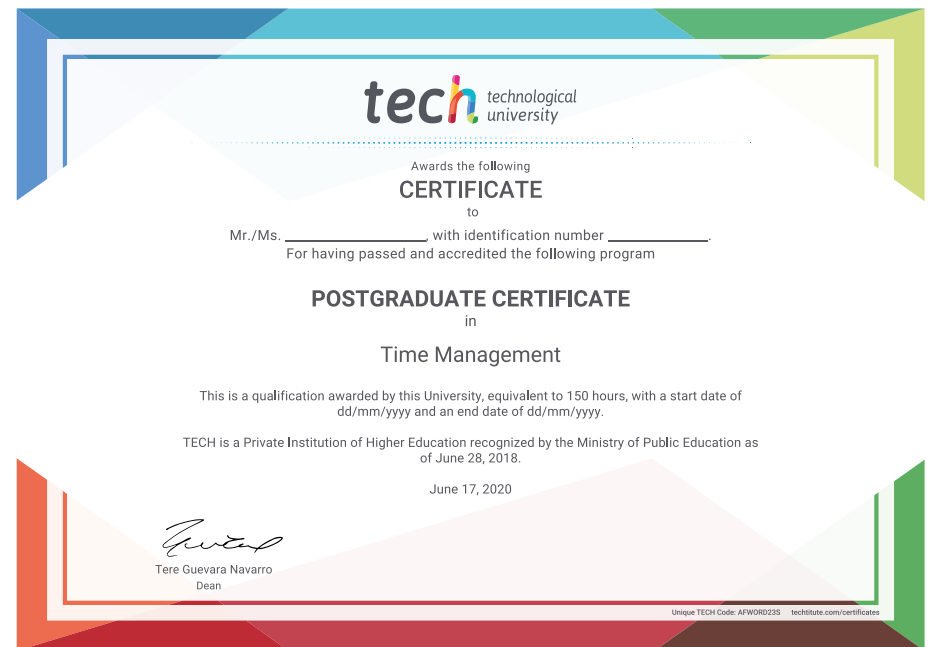 tech technological
university
Awards the following
CERTIFICATE
to
Mr./Ms. ____________________, with identification number ______________.
For having passed and accredited the following program
POSTGRADUATE CERTIFICATE
in
Time Management
This is a qualification awarded by this University, equivalent to 150 hours, with a start date of
dd/mm/yyyy and an end date of dd/mm/yyyy.
TECH is a Private Institution of Higher Education recognized by the Ministry of Public Education as
of June 28, 2018.
June 17, 2020
Tere Guevara Navarro
Dean
Unique TECH Code: AFWORD23S techtitute.com/certificates